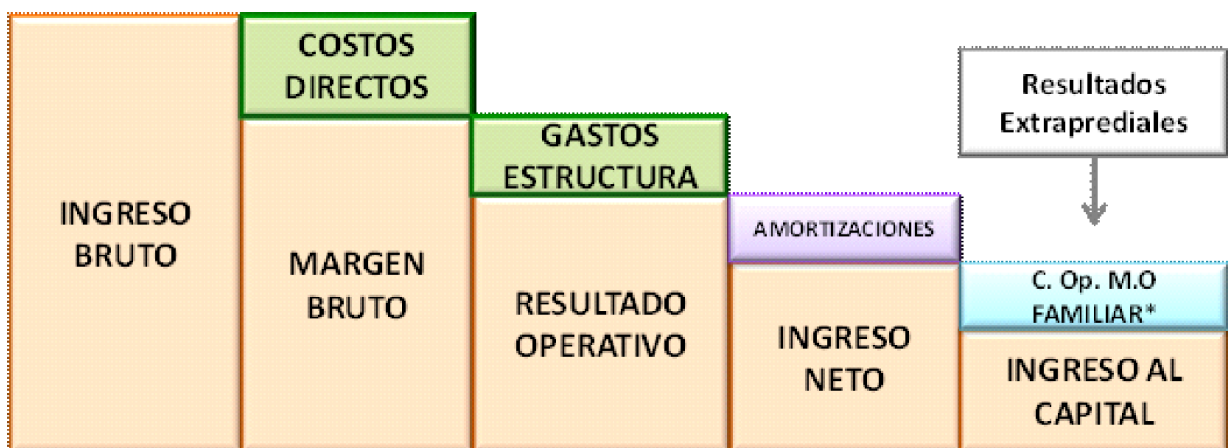 INGRESO
BRUTO
COSTOS
DIRECTOS
MARGEN
BRUTO
GASTOS
ESTRUCTURA
RESULTADO
OPERATIVO
AMORTIZACIONES
INGRESO
NETO
Resultados
Extraprediales
C. Op. M.O
FAMILIAR*
INGRESO AL
CAPITAL